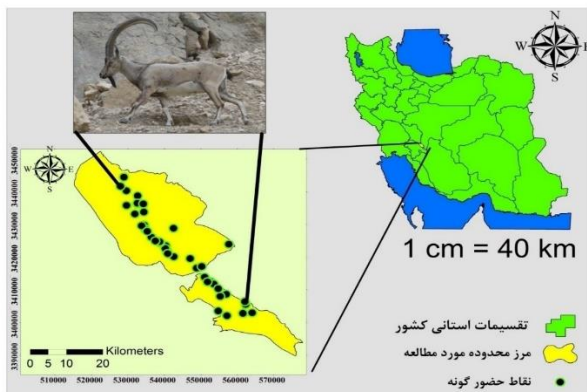 N
W
E
S
1 cm = 40 km
تقسیمات استانی کشور
مرز محدوده مورد مطالعه
نقاط حضور گونه
N
W
E
S
3450000
3440000
3430000
3420000
3410000
3400000
3390000
Kilometers
0 5 10 20
510000 520000 530000 540000 550000 560000 570000